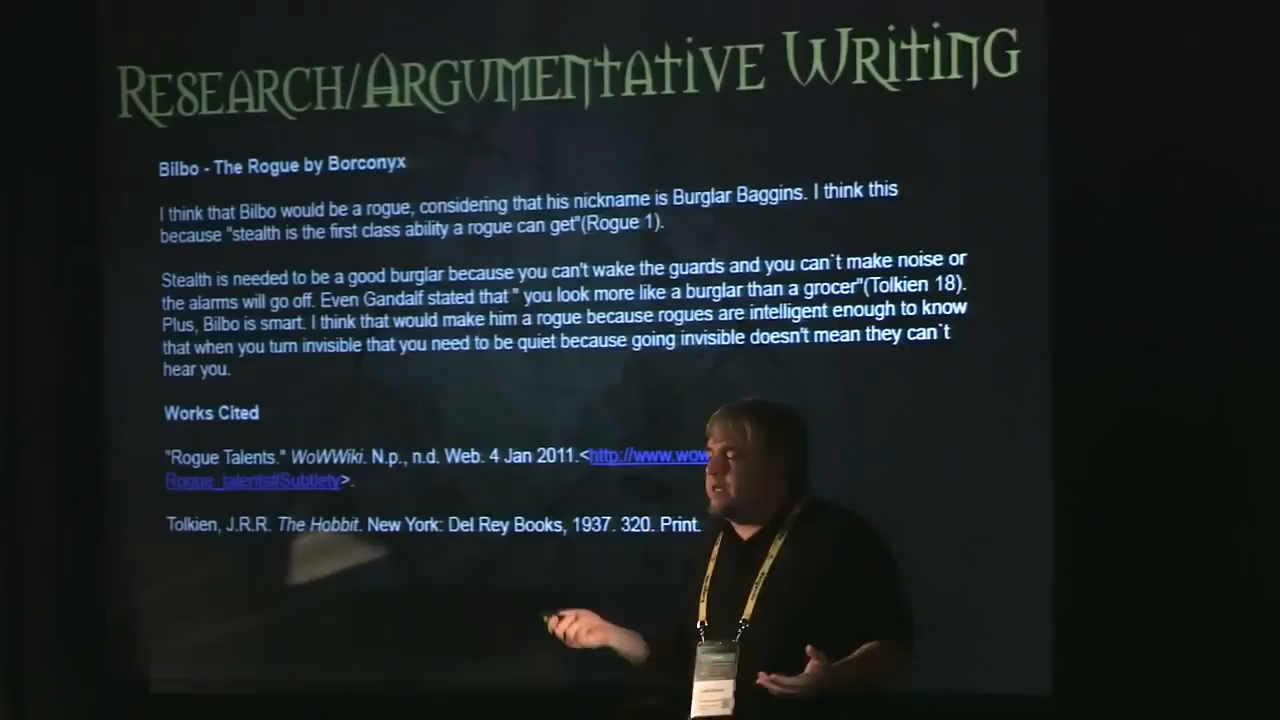 RESEARCH/ARGUMENTATIVE WRITING
Bilbo - The Rogue by Borconyx
I think that Bilbo would be a rogue, considering that his nickname is Burglar Baggins. I think this
because "stealth is the first class ability a rogue can get"(Rogue 1).
Stealth is needed to be a good burglar because you can't wake the guards and you can`t make noise or
the alarms will go off. Even Gandalf stated that " you look more like a burglar than a grocer"(Tolkien 18).
Plus, Bilbo is smart. I think that would make him a rogue because rogues are intelligent enough to know
that when you turn invisible that you need to be quiet because going invisible doesn't mean they can`t
hear you.
Works Cited
"Rogue Talents." WoWWiki. N.p., n.d. Web. 4 Jan 2011.<http://www.wow
Rogue_talents#Subtlety>.
Tolkien, J.R.R. The Hobbit. New York: Del Rey Books, 1937. 320. Print.